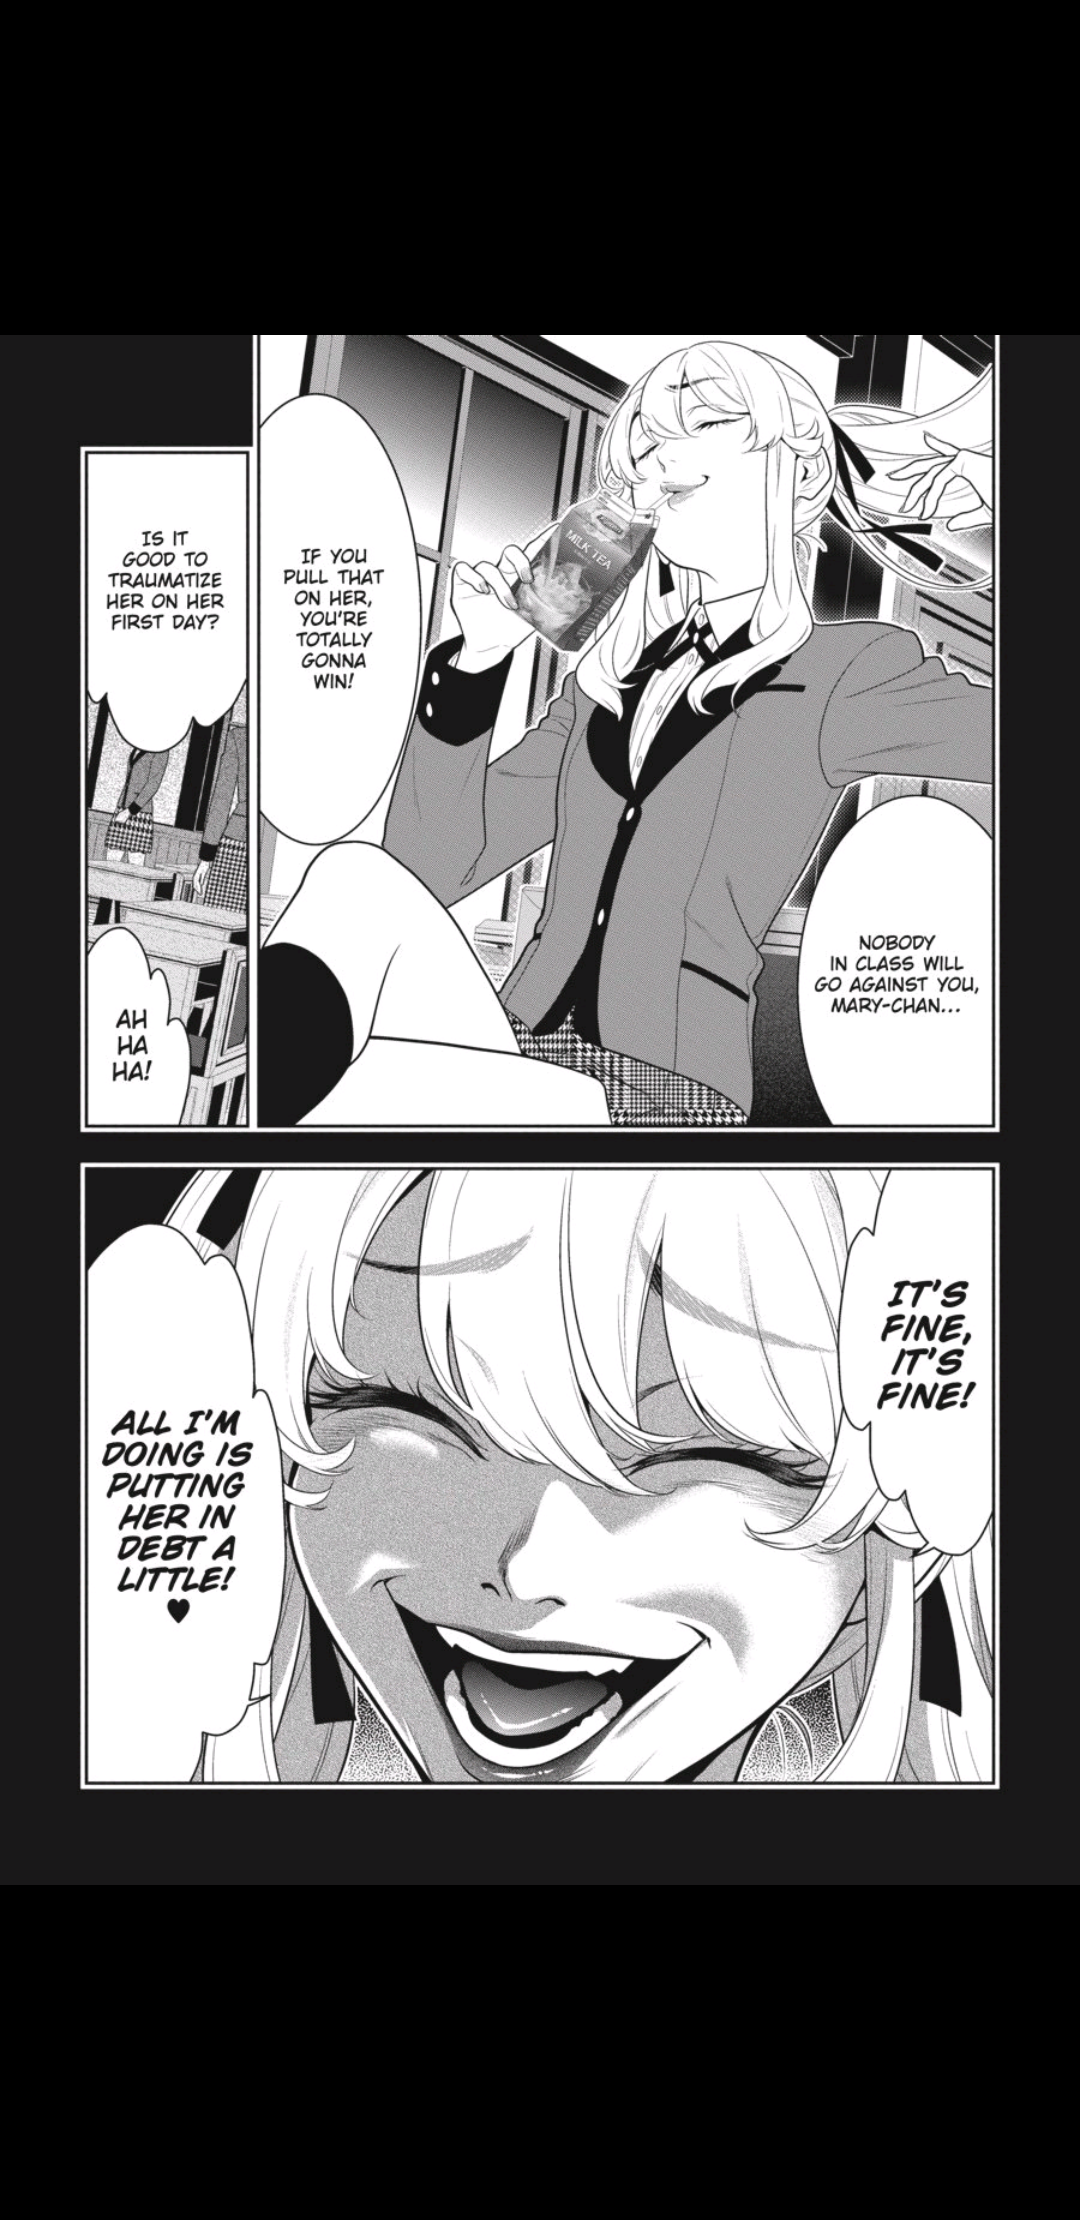 NOBODY
IN CLASS WILL
GO AGAINST YOU,
MARY-CHAN...
IF YOU
PULL THAT
ON HER,
YOU'RE
TOTALLY
GONNA
WIN!
MILK TEA
IS IT
GOOD TO
TRAUMATIZE
HER ON HER
FIRST DAY?
AH
HA
HA!
IT'S
FINE,
IT'S
FINE!
ALL I'M
DOING IS
PUTTING
HER IN
DEBT A
LITTLE!
♥